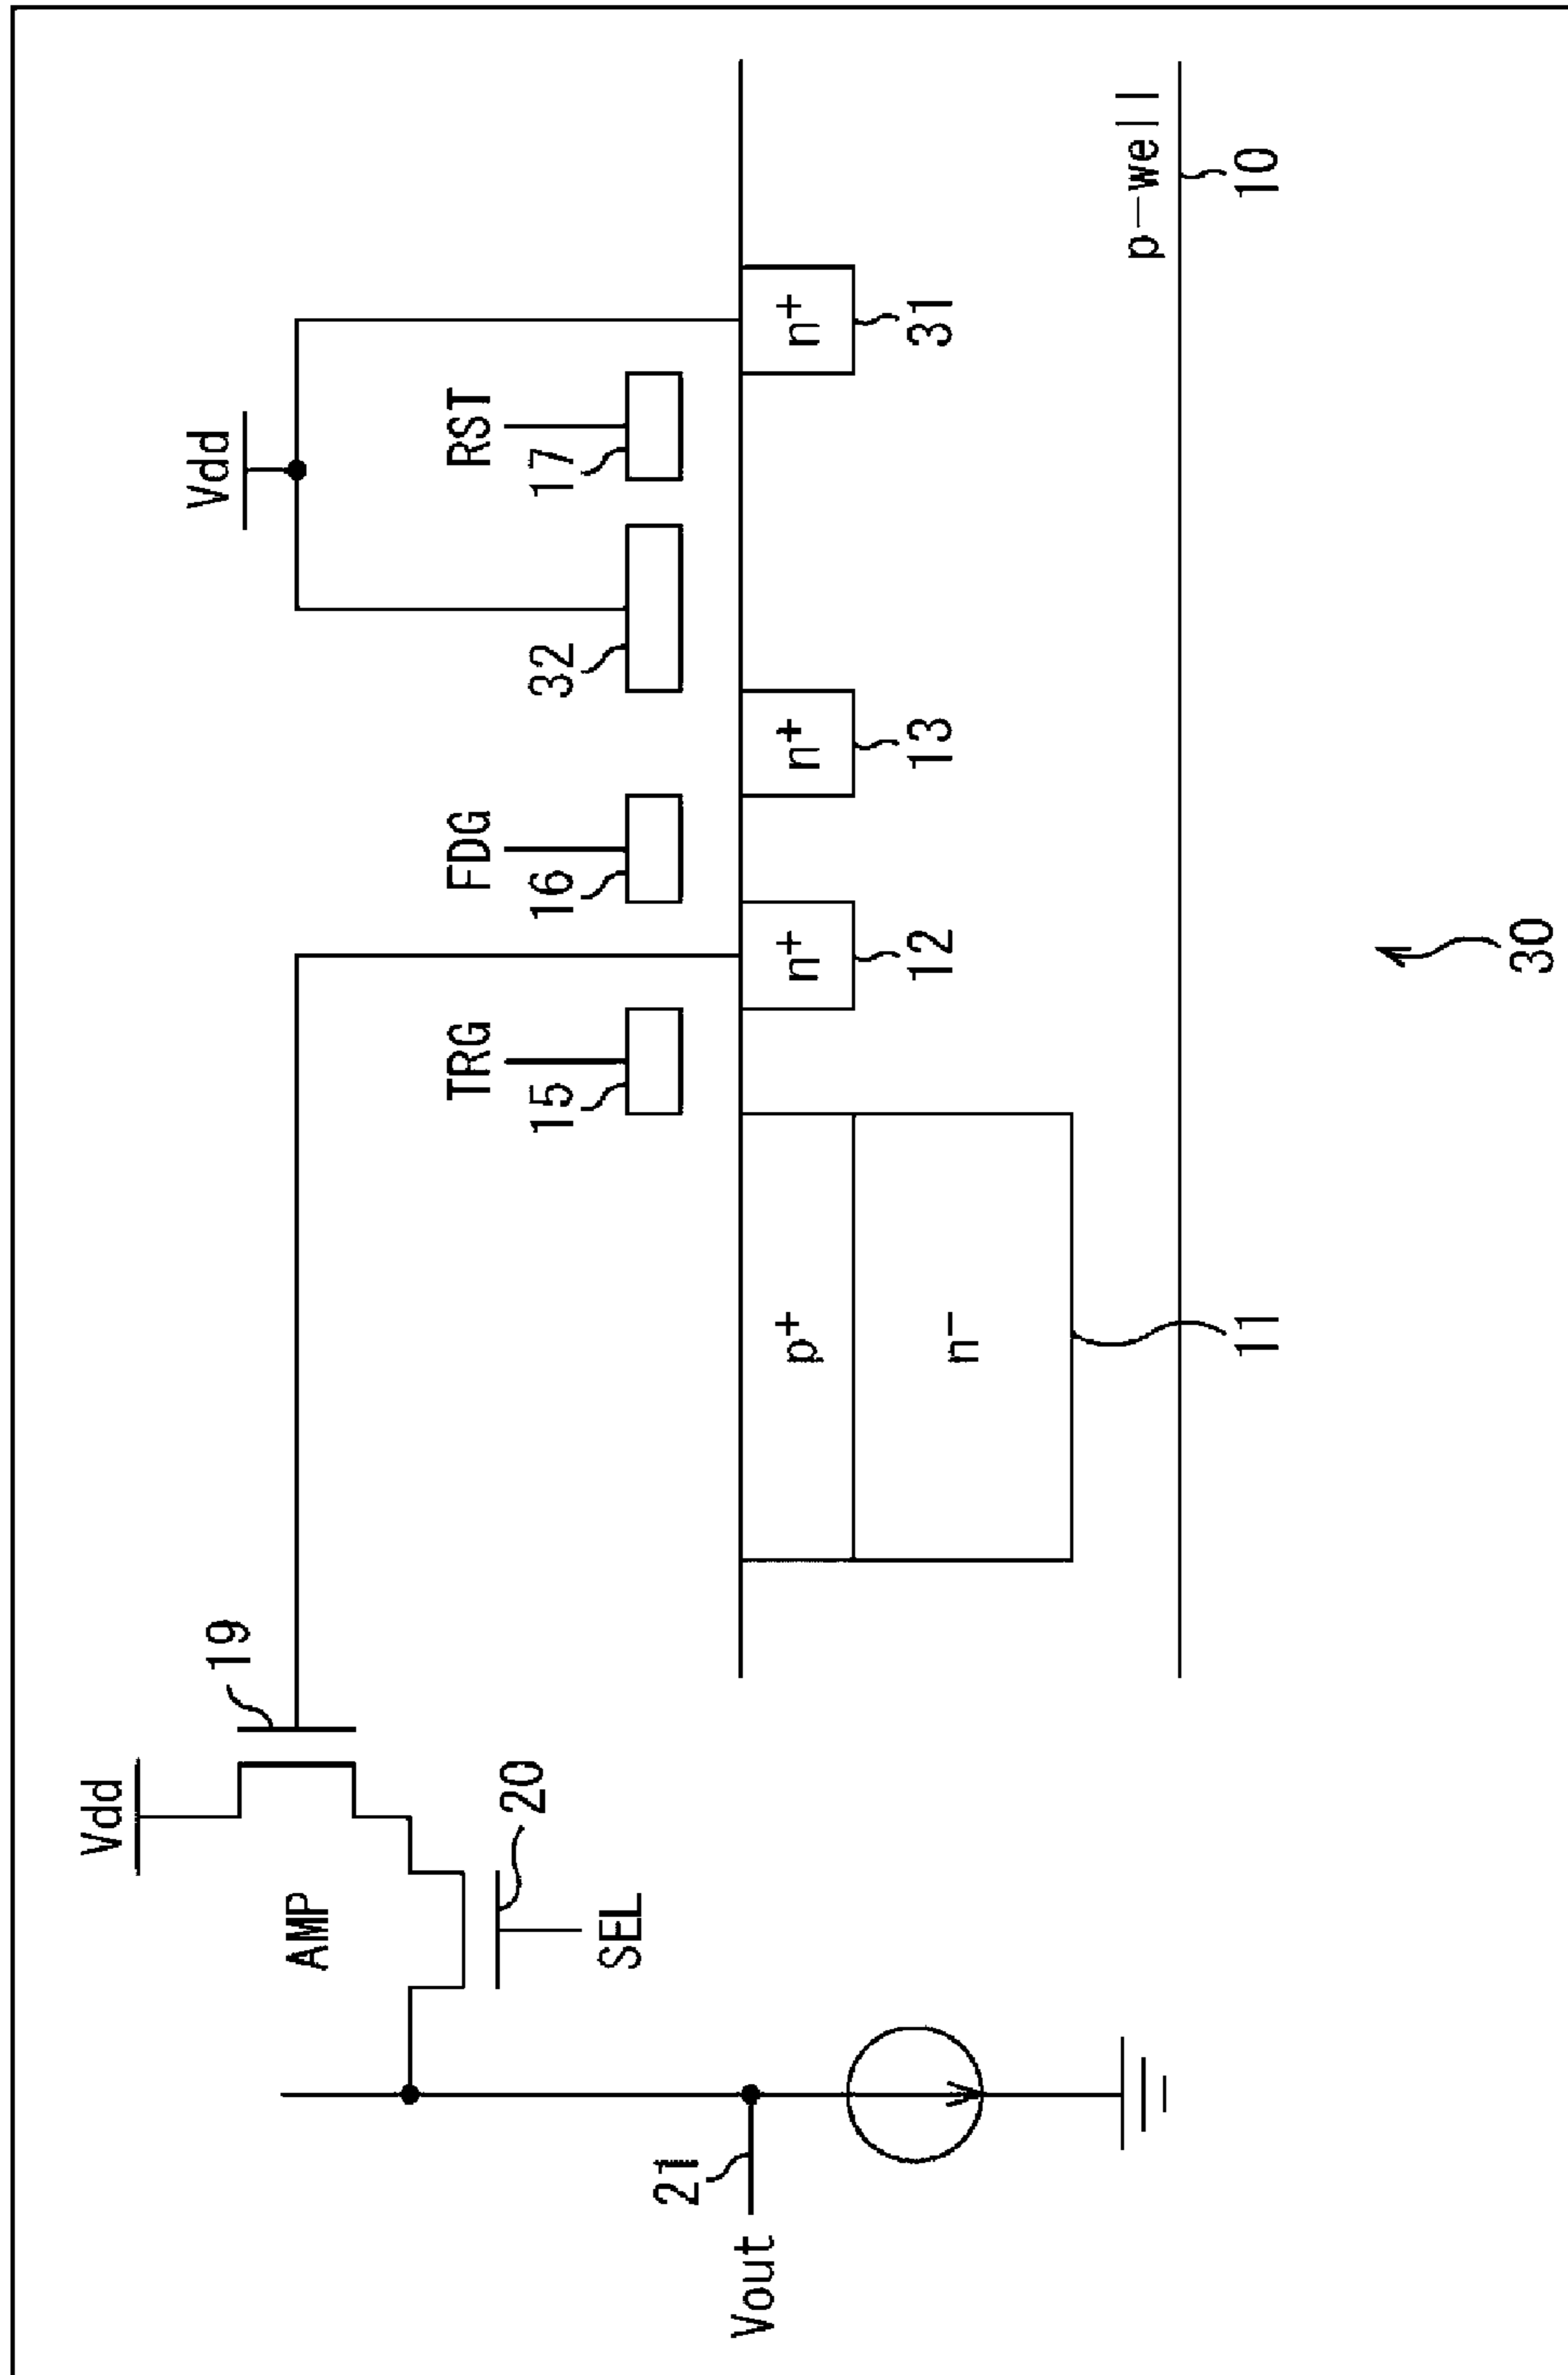 Vdd
19
Vdd
AMP
TRG
FDG
RST
15
16
32
17
20
SEL
21
Vout
p+
n+
n+
n+
n−
12
13
31
p-well
11
10
30